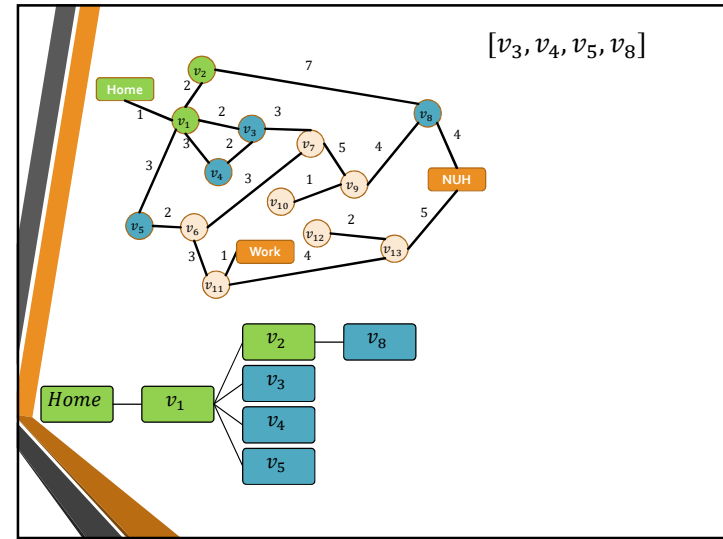 [v₃, v₄, v₅, v₈]
7
v₂
Home
2
1
v₁
2
v₃
3
v₈
4
3
2
v₇
5
4
v₄
3
3
1
v₉
NUH
v₁₀
v₅
2
v₆
v₁₂
2
5
3
1
Work
4
v₁₃
v₁₁
v₂
v₈
v₃
Home
v₁
v₄
v₅